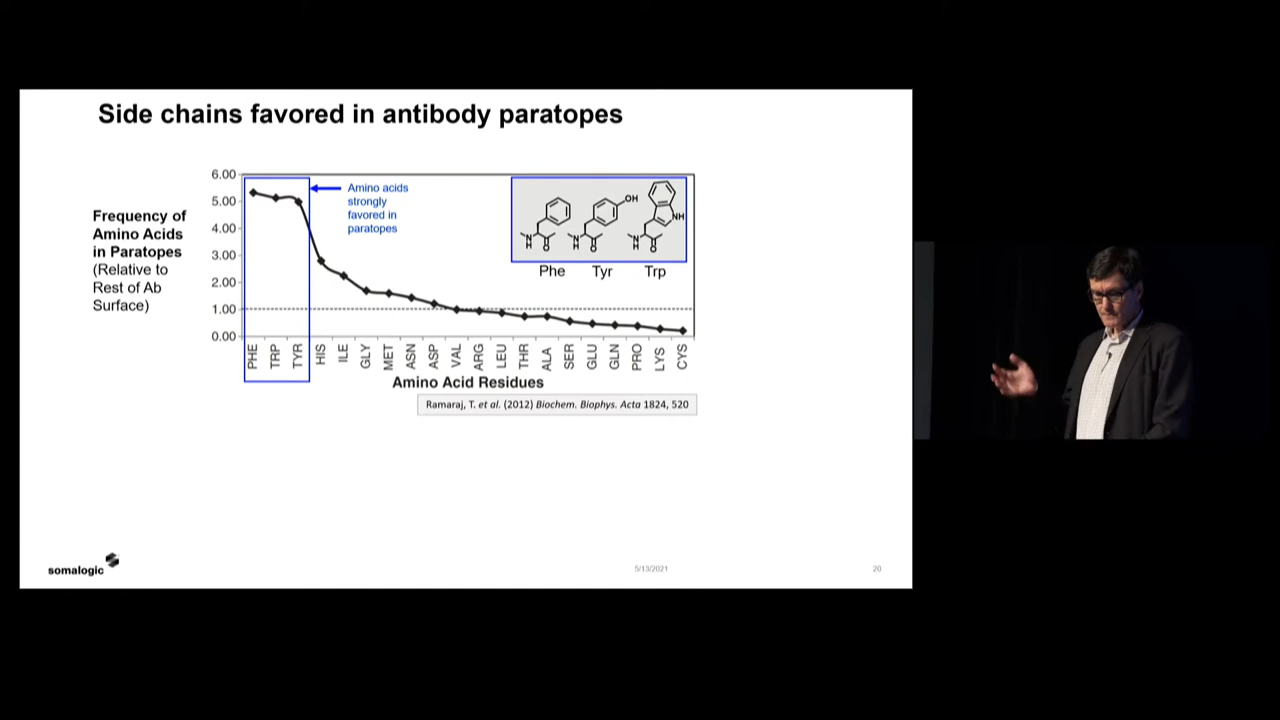 Side chains favored in antibody paratopes
Frequency of
Amino Acids
in Paratopes
(Relative to
Rest of Ab
Surface)
6.00
5.00
4.00
3.00
2.00
1.00
0.00
Amino acids
strongly
favored in
paratopes
OH
NH
N
H
O
N
H
O
N
H
O
Phe Tyr Trp
PHE TRP TYR HIS ILE GLY MET ASN ASP VAL ARG LEU THR ALA SER GLU GLN PRO LYS CYS
Amino Acid Residues
Ramaraj, T. et al. (2012) Biochem. Biophys. Acta 1824, 520
somalogic
5/13/2021
20